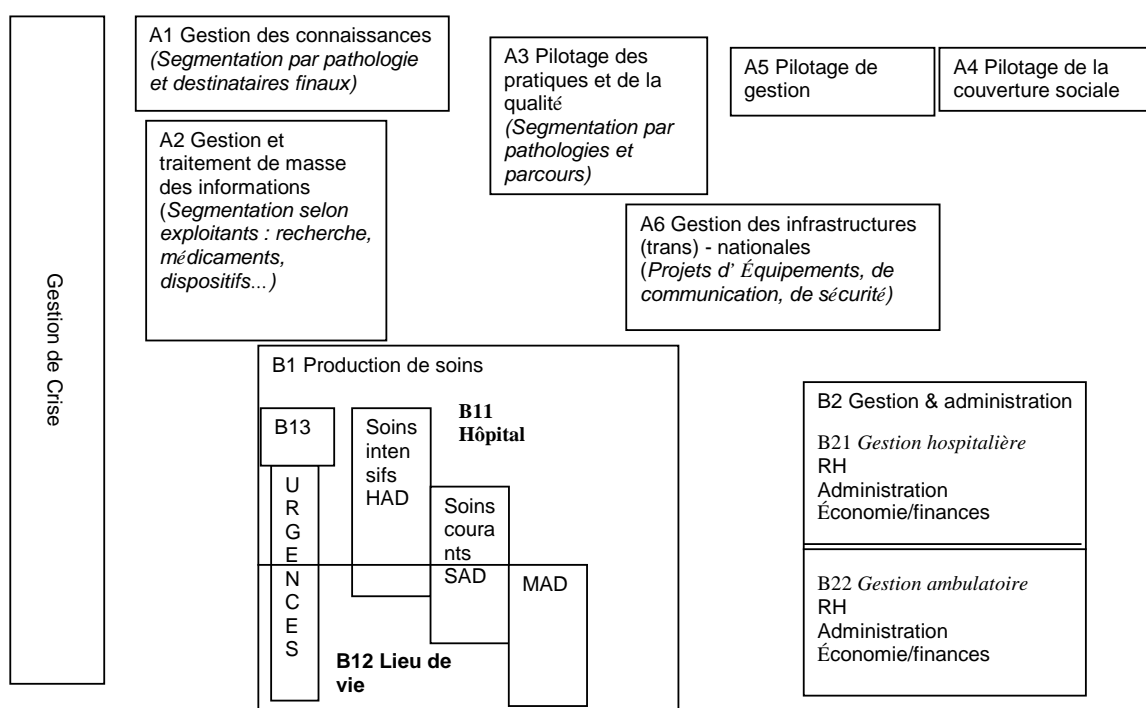 Gestion de Crise
A1 Gestion des connaissances
(Segmentation par pathologie
et destinataires finaux)
A2 Gestion et
traitement de masse
des informations
(Segmentation selon
exploitants : recherche,
médicaments,
dispositifs...)
A3 Pilotage des
pratiques et de la
qualité
(Segmentation par
pathologies et
parcours)
A5 Pilotage de
gestion
A4 Pilotage de la
couverture sociale
A6 Gestion des infrastructures
(trans) - nationales
(Projets d’ Équipements, de
communication, de sécurité)
B1 Production de soins
B13
URGENCES
Soins
inten
sifs
HAD
B11
Hôpital
Soins
coura
nts
SAD
MAD
B12 Lieu de
vie
B2 Gestion & administration
B21 Gestion hospitalière
RH
Administration
Économie/finances
B22 Gestion ambulatoire
RH
Administration
Économie/finances